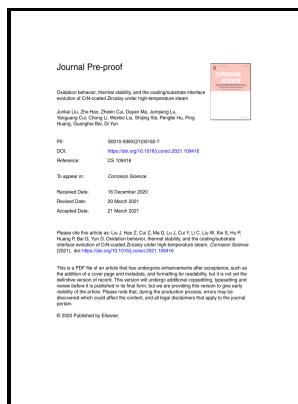 Journal Pre-proof
Oxidation behavior, thermal stability, and the coating/substrate interface
evolution of CrN-coated Zircaloy under high-temperature steam
Junkai Liu, Zhe Hao, Zhexin Cui, Dayan Ma, Junqiang Lu,
Yanguang Cui, Chong Li, Wenbo Liu, Shijing Xie, Pengfei Hu, Ping
Huang, Guanghai Bai, Di Yun
CORROSION
SCIENCE
PII: S0010-938X(21)00182-7
DOI: https://doi.org/10.1016/j.corsci.2021.109416
Reference: CS 109416
To appear in: Corrosion Science
Received Date: 16 December 2020
Revised Date: 20 March 2021
Accepted Date: 21 March 2021
Please cite this article as: Liu J, Hao Z, Cui Z, Ma D, Lu J, Cui Y, Li C, Liu W, Xie S, Hu P,
Huang P, Bai G, Yun D, Oxidation behavior, thermal stability, and the coating/substrate
interface evolution of CrN-coated Zircaloy under high-temperature steam, Corrosion Science
(2021), doi: https://doi.org/10.1016/j.corsci.2021.109416
This is a PDF file of an article that has undergone enhancements after acceptance, such as
the addition of a cover page and metadata, and formatting for readability, but it is not yet the
definitive version of record. This version will undergo additional copyediting, typesetting and
review before it is published in its final form, but we are providing this version to give early
visibility of the article. Please note that, during the production process, errors may be
discovered which could affect the content, and all legal disclaimers that apply to the journal
pertain.
© 2020 Published by Elsevier.